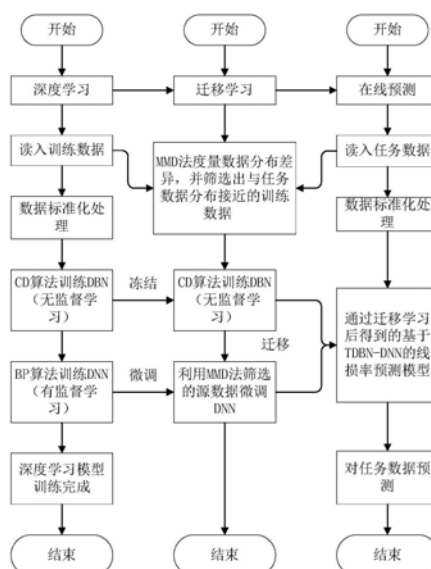 开始
开始
开始
深度学习
迁移学习
在线预测
读入训练数据
MMD法度量数据分布差
异，并筛选出与任务
数据分布接近的训练
数据
读入任务数据
数据标准化处
理
数据标准化处
理
CD算法训练DBN
（无监督学
习）
冻结
CD算法训练DBN
（无监督学
习）
迁移
通过迁移学习
后得到的基于
TDBN-DNN的线
损率预测模型
BP算法训练DNN
（有监督学
习）
微调
利用MMD法筛选
的源数据微调
DNN
深度学习模型
训练完成
对任务数据预
测
结束
结束
结束